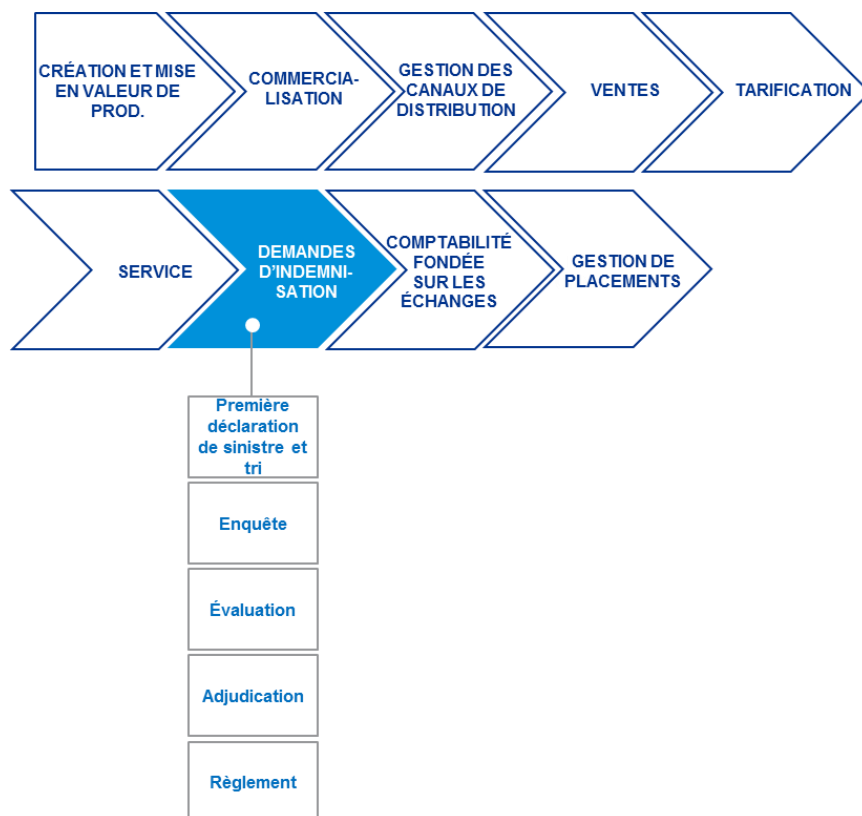 CRÉATION ET MISE
EN VALEUR DE
PROD.
COMMERCIA-
LISATION
GESTION DES
CANAUX DE
DISTRIBUTION
VENTES
TARIFICATION
SERVICE
DEMANDES
D’INDEMNI-
SATION
COMPTABILITÉ
FONDÉE
SUR LES
ÉCHANGES
GESTION DE
PLACEMENTS
Première
déclaration
de sinistre et
tri
Enquête
Évaluation
Adjudication
Règlement